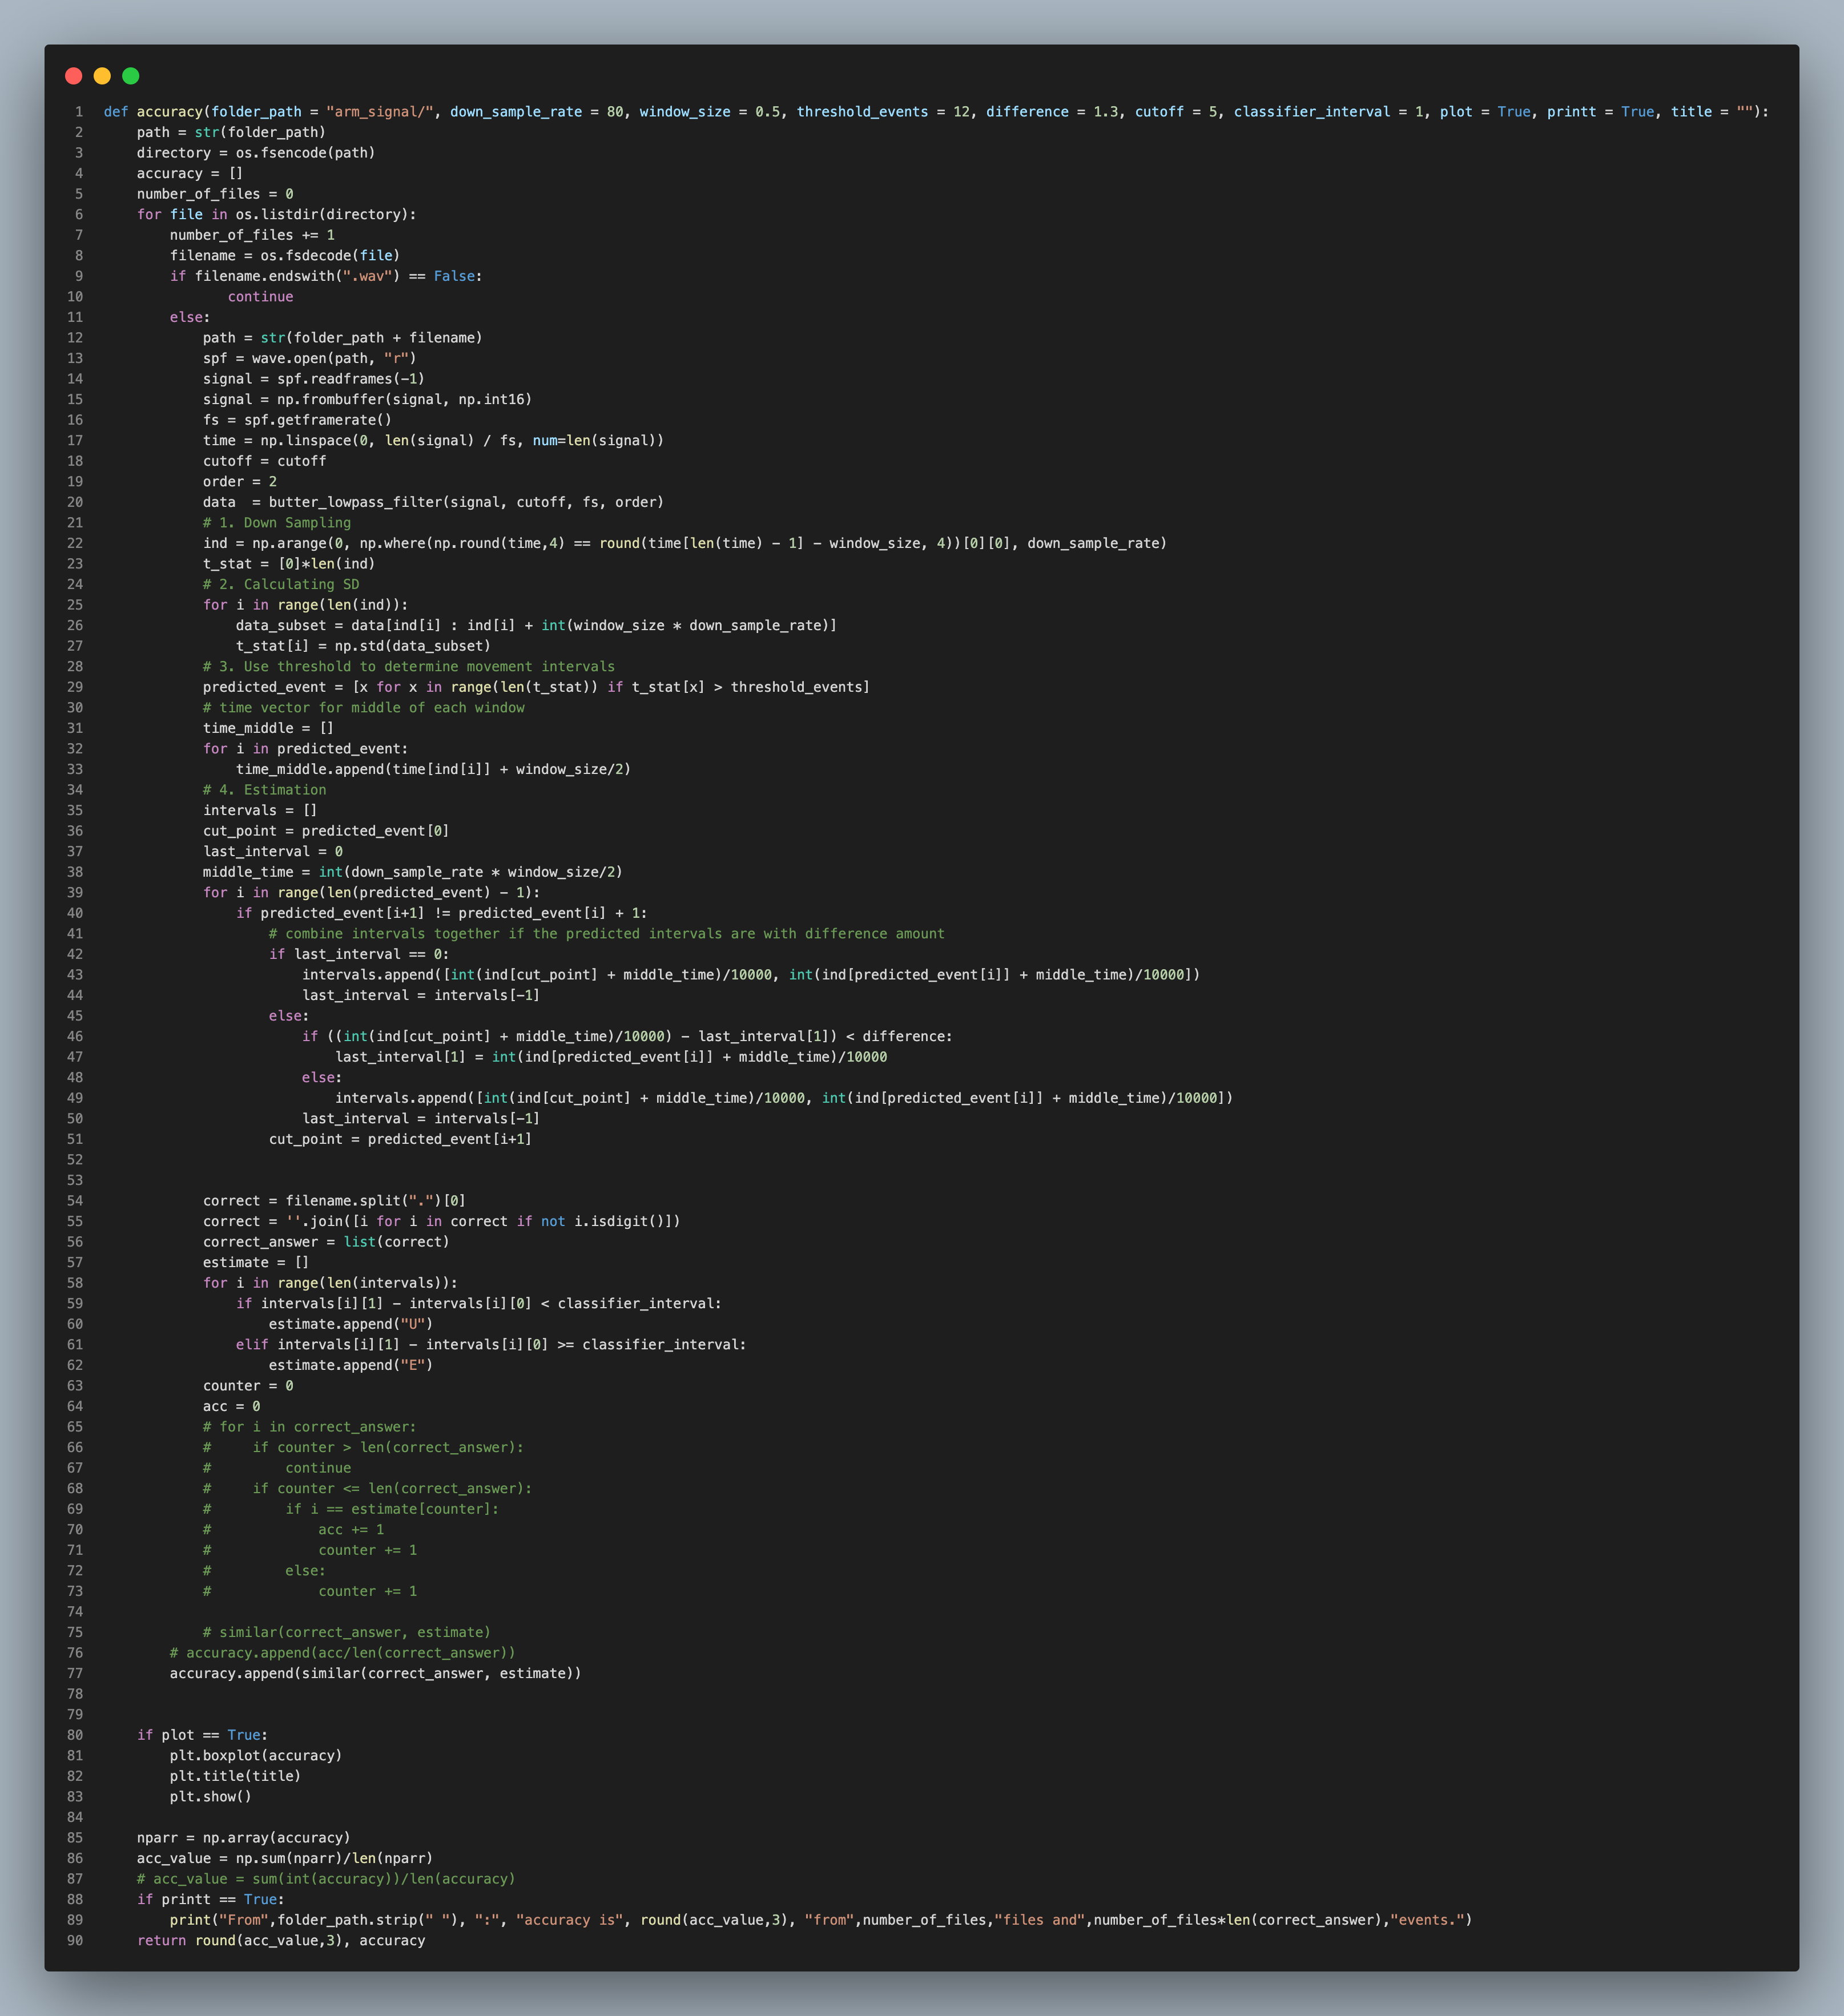 1 def accuracy(folder_path = "arm_signal/", down_sample_rate = 80, window_size = 0.5, threshold_events = 12, difference = 1.3, cutoff = 5, classifier_interval = 1, plot = True, printt = True, title = ""):
2     path = str(folder_path)
3     directory = os.fsencode(path)
4     accuracy = []
5     number_of_files = 0
6     for file in os.listdir(directory):
7         number_of_files += 1
8         filename = os.fsdecode(file)
9         if filename.endswith(".wav") == False:
10                continue
11         else:
12             path = str(folder_path + filename)
13             spf = wave.open(path, "r")
14             signal = spf.readframes(-1)
15             signal = np.frombuffer(signal, np.int16)
16             fs = spf.getframerate()
17             time = np.linspace(0, len(signal) / fs, num=len(signal))
18             cutoff = cutoff
19             order = 2
20             data  = butter_lowpass_filter(signal, cutoff, fs, order)
21             # 1. Down Sampling
22             ind = np.arange(0, np.where(np.round(time,4) == round(time[len(time) - 1] - window_size, 4))[0][0], down_sample_rate)
23             t_stat = [0]*len(ind)
24             # 2. Calculating SD
25             for i in range(len(ind)):
26                 data_subset = data[ind[i] : ind[i] + int(window_size * down_sample_rate)]
27                 t_stat[i] = np.std(data_subset)
28             # 3. Use threshold to determine movement intervals
29             predicted_event = [x for x in range(len(t_stat)) if t_stat[x] > threshold_events]
30             # time vector for middle of each window
31             time_middle = []
32             for i in predicted_event:
33                 time_middle.append(time[ind[i]] + window_size/2)
34             # 4. Estimation
35             intervals = []
36             cut_point = predicted_event[0]
37             last_interval = 0
38             middle_time = int(down_sample_rate * window_size/2)
39             for i in range(len(predicted_event) - 1):
40                 if predicted_event[i+1] != predicted_event[i] + 1:
41                     # combine intervals together if the predicted intervals are with difference amount
42                     if last_interval == 0:
43                         intervals.append([int(ind[cut_point] + middle_time)/10000, int(ind[predicted_event[i]] + middle_time)/10000])
44                         last_interval = intervals[-1]
45                     else:
46                         if ((int(ind[cut_point] + middle_time)/10000) - last_interval[1]) < difference:
47                             last_interval[1] = int(ind[predicted_event[i]] + middle_time)/10000
48                         else:
49                             intervals.append([int(ind[cut_point] + middle_time)/10000, int(ind[predicted_event[i]] + middle_time)/10000])
50                         last_interval = intervals[-1]
51                     cut_point = predicted_event[i+1]
52
53
54             correct = filename.split(".")[0]
55             correct = ''.join([i for i in correct if not i.isdigit()])
56             correct_answer = list(correct)
57             estimate = []
58             for i in range(len(intervals)):
59                 if intervals[i][1] - intervals[i][0] < classifier_interval:
60                     estimate.append("U")
61                 elif intervals[i][1] - intervals[i][0] >= classifier_interval:
62                     estimate.append("E")
63             counter = 0
64             acc = 0
65             # for i in correct_answer:
66             #     if counter > len(correct_answer):
67             #         continue
68             #     if counter <= len(correct_answer):
69             #         if i == estimate[counter]:
70             #             acc += 1
71             #             counter += 1
72             #         else:
73             #             counter += 1
74
75             # similar(correct_answer, estimate)
76         # accuracy.append(acc/len(correct_answer))
77         accuracy.append(similar(correct_answer, estimate))
78
79
80     if plot == True:
81         plt.boxplot(accuracy)
82         plt.title(title)
83         plt.show()
84
85     nparr = np.array(accuracy)
86     acc_value = np.sum(nparr)/len(nparr)
87     # acc_value = sum(int(accuracy))/len(accuracy)
88     if printt == True:
89         print("From",folder_path.strip(" "), ":", "accuracy is", round(acc_value,3), "from",number_of_files,"files and",number_of_files*len(correct_answer),"events.")
90     return round(acc_value,3), accuracy